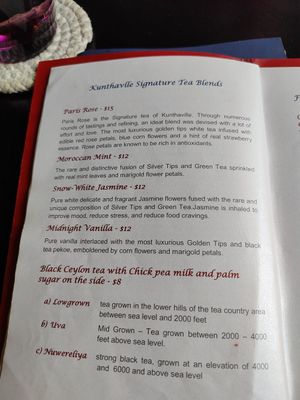 Kunthaville Signature Tea Blends
Paris Rose - $15
Paris Rose is the Signature tea of Kunthaville. Through numerous
rounds of tastings and refining, an ideal blend was devised with a lot of
effort and love. The most luxurious golden tips white tea infused with
edible red rose petals, blue corn flowers and a hint of real strawberry
essence. Rose petals are known to be rich in antioxidants.
Moroccan Mint - $12
The rare and distinctive fusion of Silver Tips and Green Tea sprinkled
with real mint leaves and marigold flower petals.
Snow-White Jasmine - $12
Pure white delicate and fragrant Jasmine flowers fused with the rare and
unique composition of Silver Tips and Green Tea.Jasmine is inhaled to
improve mood, reduce stress, and reduce food cravings.
Midnight Vanilla - $12
Pure vanilla interlaced with the most luxurious Golden Tips and black
tea pekoe, emboldened by corn flowers and marigold petals.
Black Ceylon tea with Chick pea milk and palm
sugar on the side - $8
a) Lowgrown tea grown in the lower hills of the tea country area
between sea level and 2000 feet
b) Uva Mid Grown – Tea grown between 2000 – 4000
feet above sea level.
c) Nuwereliya strong black tea, grown at an elevation of 4000
and 6000 and above sea level